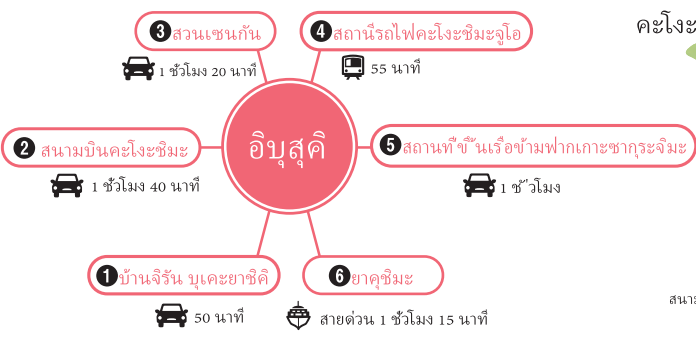 ❸สวนเซนกัน
1 ชั่วโมง 20 นาที
❹สถานีรถไฟคะโงะชิมะจูโอ
55 นาที
คะโงะ
❷ สนามบินคะโงะชิมะ
1 ชั่วโมง 40 นาที
อิบุสุคิ
❺สถานที่ขึ้นเรือข้ามฟากเกาะซากุระจิมะ
1 ชั่วโมง
❶บ้านจิรัน บุเคะยาชิคิ
50 นาที
❻ยาคุชิมะ
สายด่วน 1 ชั่วโมง 15 นาที
สนาม